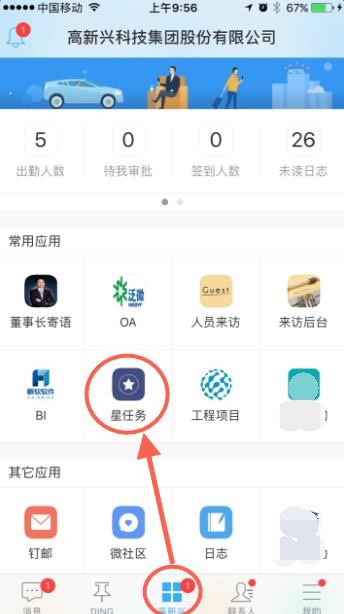 中国移动 上午9:56 67%
1
高新兴科技集团股份有限公司
HOTEL
5 0 0 26
出勤人数 待我审批 签到人数 未读日志
常用应用
泛微
Guest
董事长寄语 OA 人员来访 来访后台
帆软软件
BI 星任务 工程项目
其它应用
钉邮 微社区 日志
1 1
消息 DING 高新兴 联系人 我的